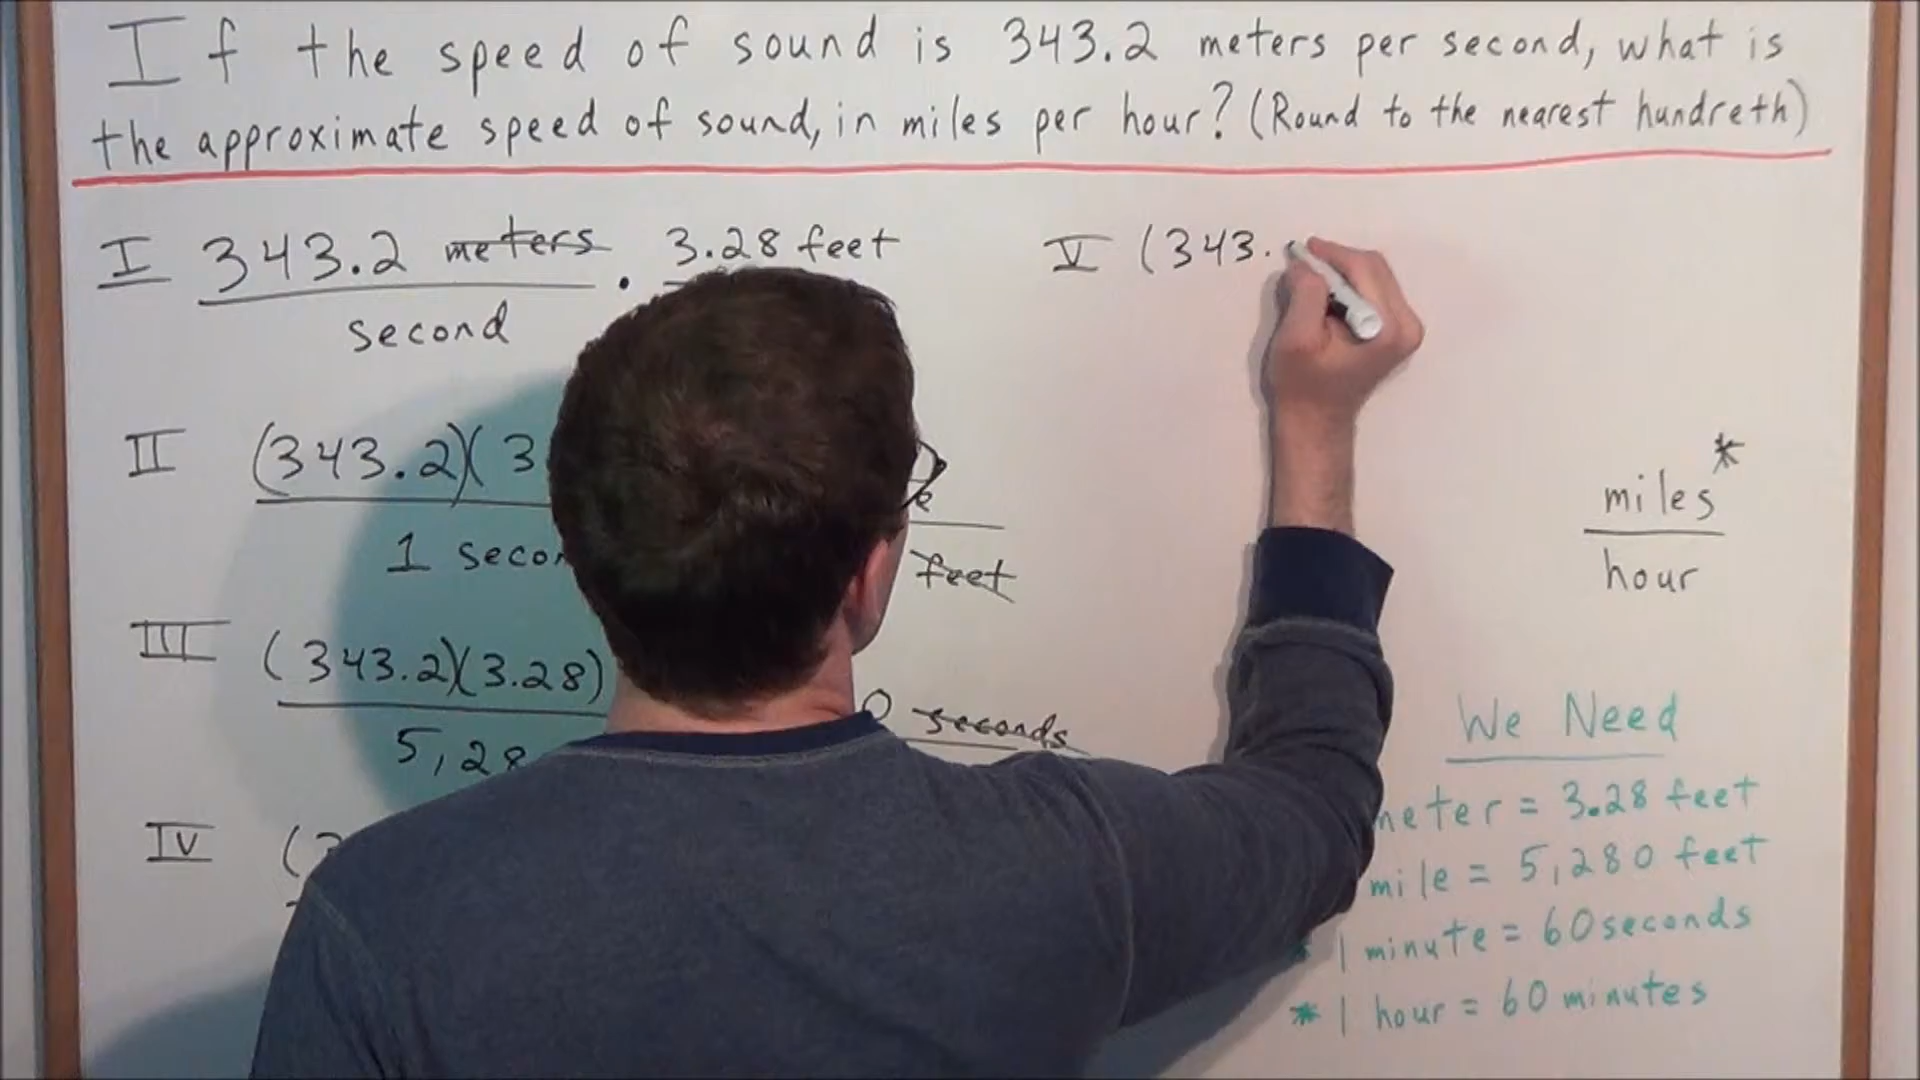 If the speed of sound is 343.2 meters per second, what is
the approximate speed of sound, in miles per hour? (Round to the nearest hundreth)
I 343.2 meters . 3.28 feet
second
II (343.2)(3
1 secon
feet
III (343.2)(3.28)
5,28
0 seconds
IV (3
V (343.
miles*
hour
We Need
meter = 3.28 feet
mile = 5,280 feet
* 1 minute = 60 seconds
* 1 hour = 60 minutes